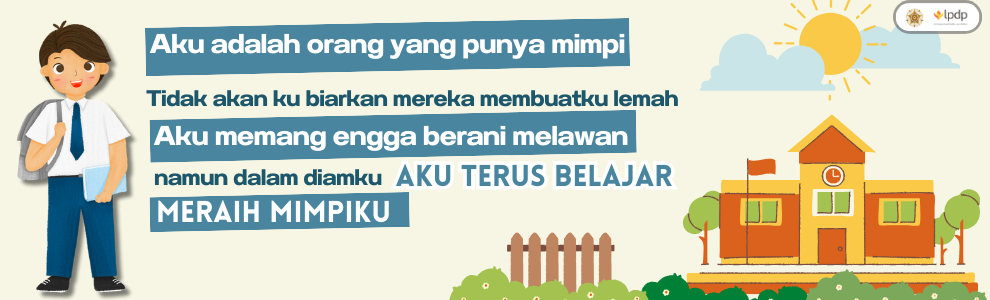 Aku adalah orang yang punya mimpi
Tidak akan ku biarkan mereka membuatku lemah
Aku memang engga berani melawan
namun dalam diamku AKU TERUS BELAJAR
MERAIH MIMPIKU
lpdp